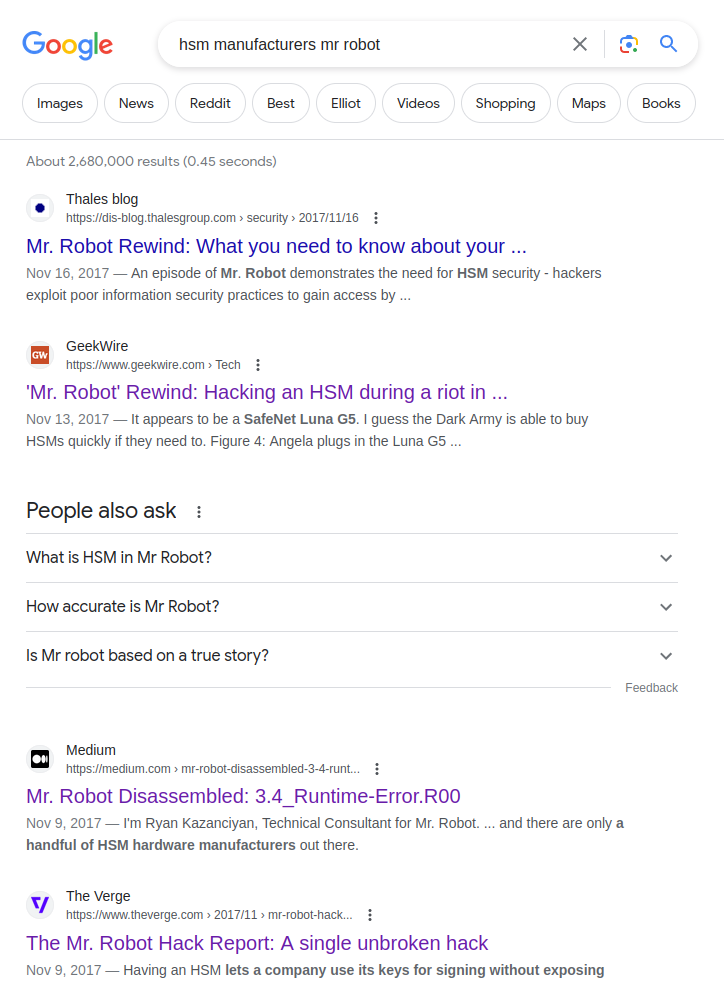 Google
hsm manufacturers mr robot
Images News Reddit Best Elliot Videos Shopping Maps Books
About 2,680,000 results (0.45 seconds)
Thales blog
https://dis-blog.thalesgroup.com › security › 2017/11/16
Mr. Robot Rewind: What you need to know about your ...
Nov 16, 2017 — An episode of Mr. Robot demonstrates the need for HSM security - hackers
exploit poor information security practices to gain access by ...
GW
GeekWire
https://www.geekwire.com › Tech
'Mr. Robot' Rewind: Hacking an HSM during a riot in ...
Nov 13, 2017 — It appears to be a SafeNet Luna G5. I guess the Dark Army is able to buy
HSMs quickly if they need to. Figure 4: Angela plugs in the Luna G5 ...
People also ask
What is HSM in Mr Robot?
How accurate is Mr Robot?
Is Mr robot based on a true story?
Feedback
Medium
https://medium.com › mr-robot-disassembled-3-4-runt...
Mr. Robot Disassembled: 3.4_Runtime-Error.R00
Nov 9, 2017 — I'm Ryan Kazanciyan, Technical Consultant for Mr. Robot. ... and there are only a
handful of HSM hardware manufacturers out there.
The Verge
https://www.theverge.com › 2017/11 › mr-robot-hack...
The Mr. Robot Hack Report: A single unbroken hack
Nov 9, 2017 — Having an HSM lets a company use its keys for signing without exposing